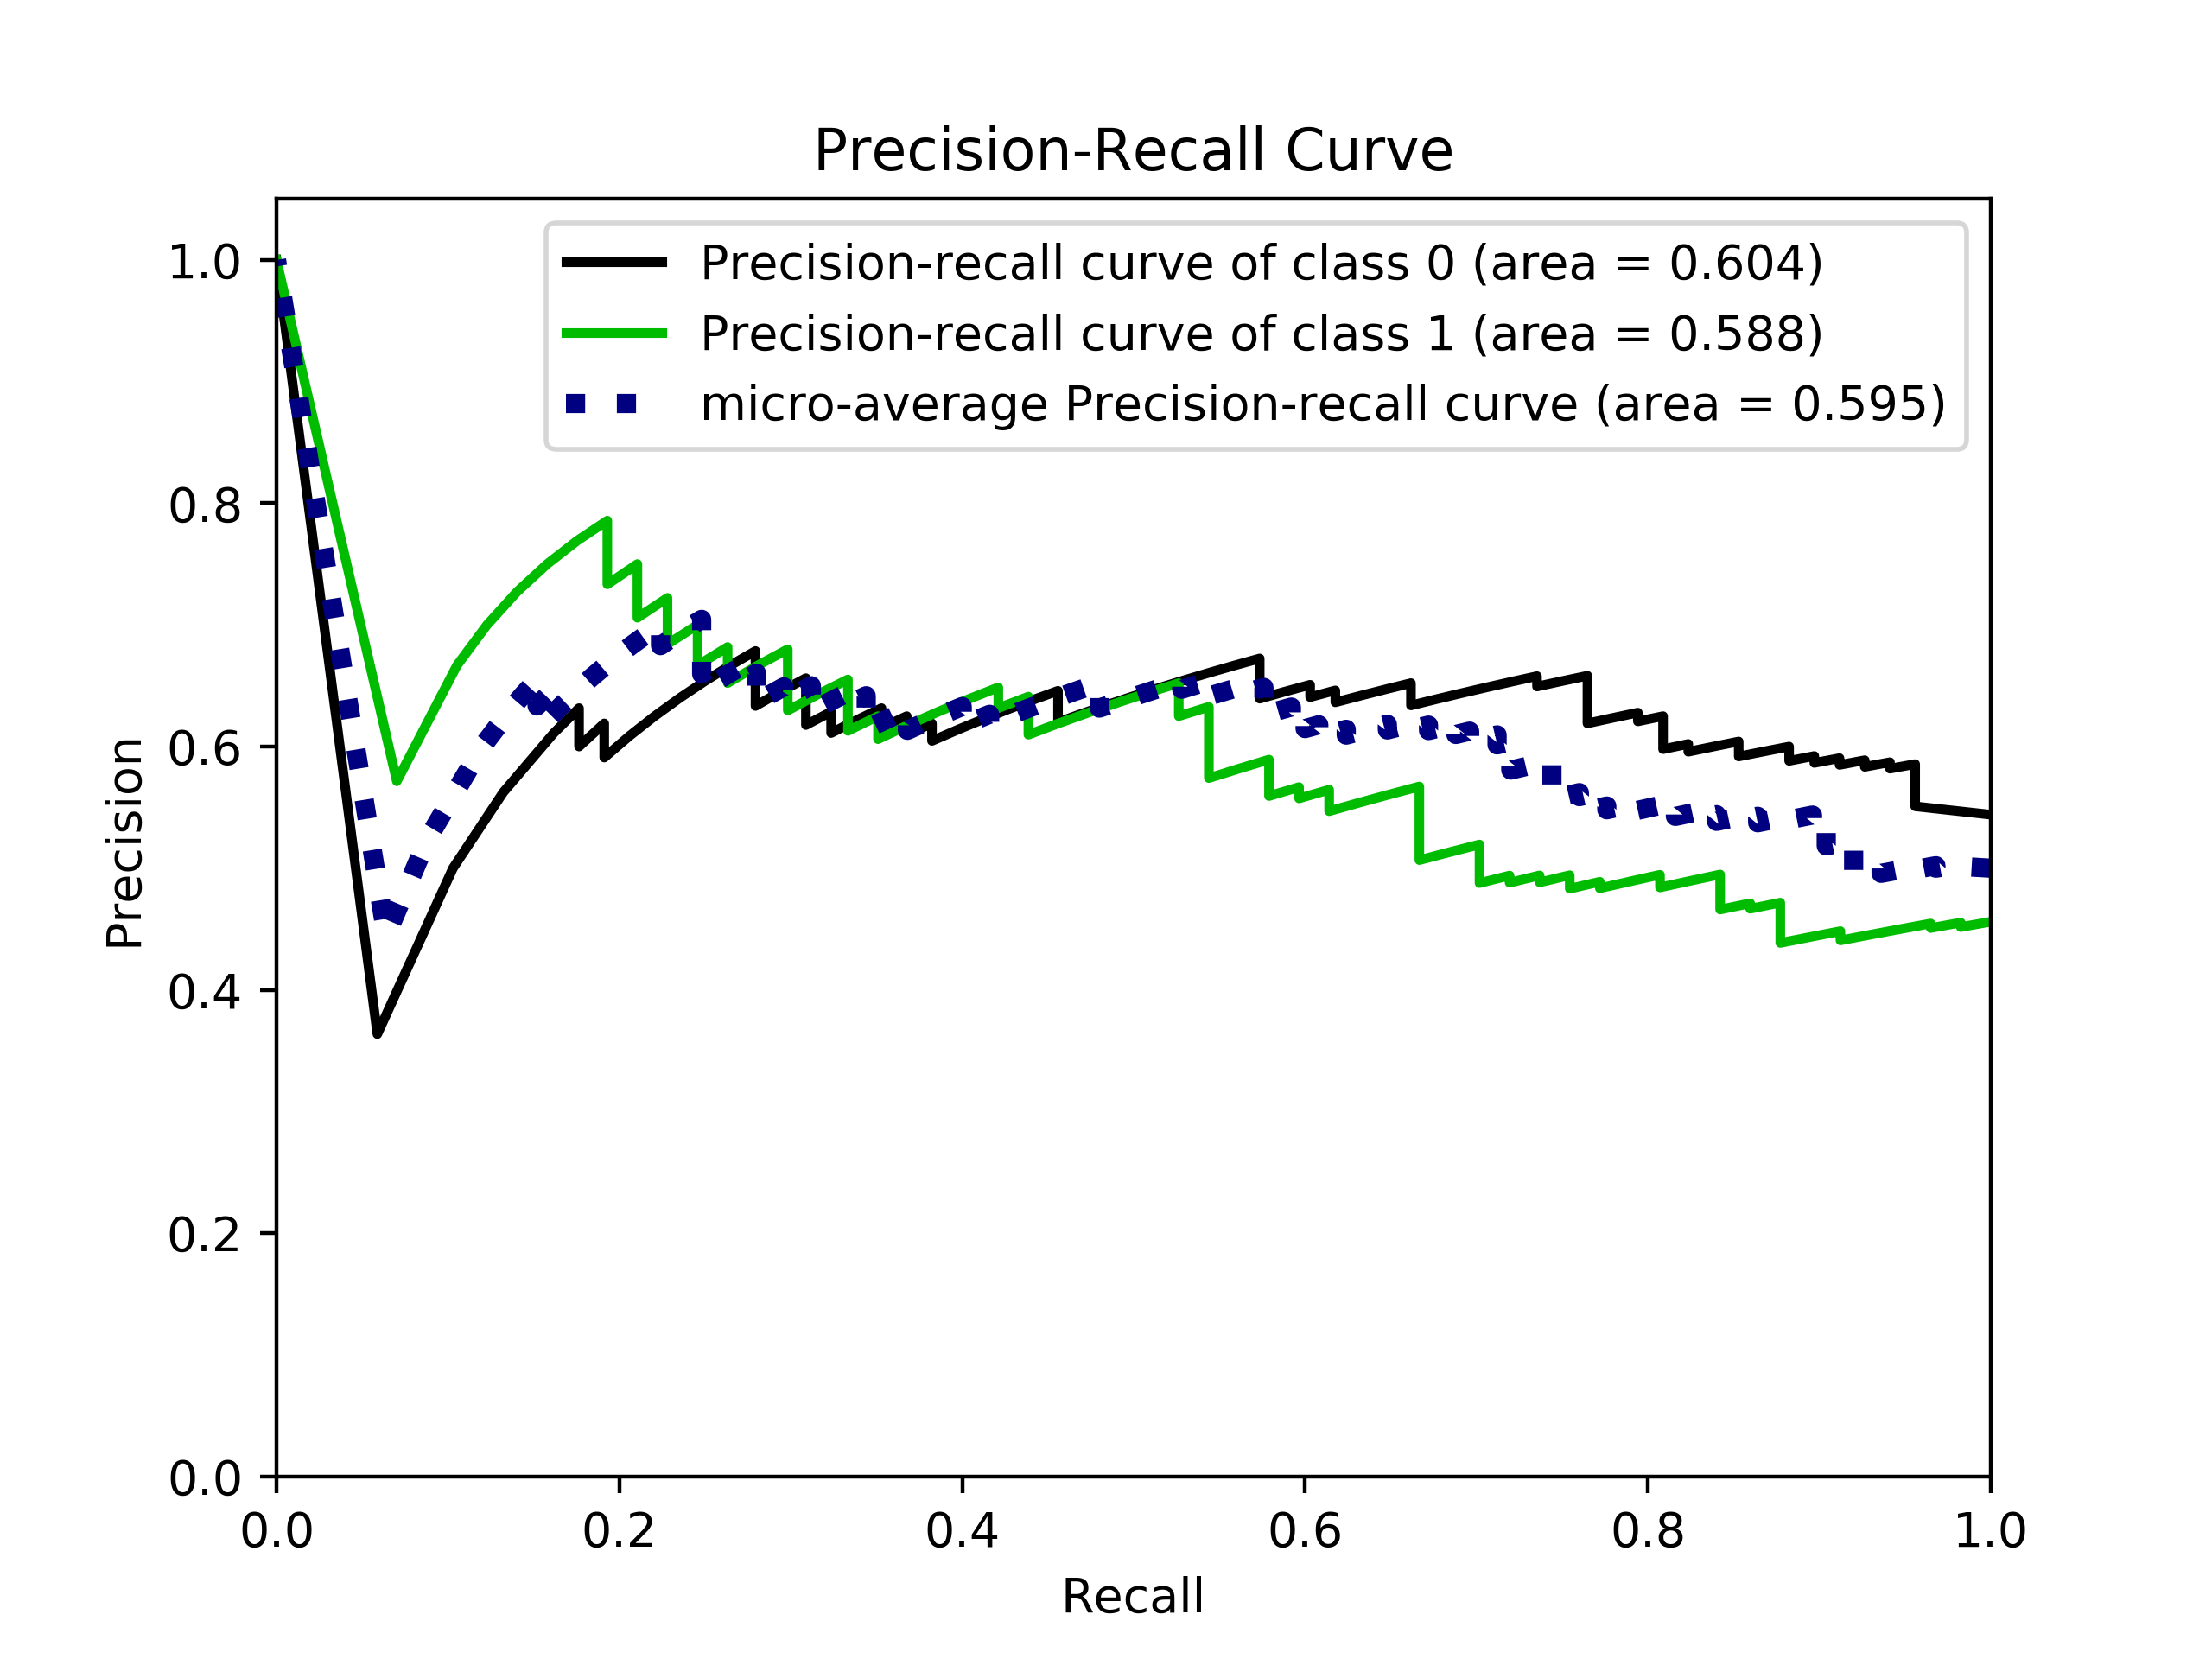 Precision-Recall Curve
Precision-recall curve of class 0 (area = 0.604)
Precision-recall curve of class 1 (area = 0.588)
micro-average Precision-recall curve (area = 0.595)
1.0
0.8
0.6
0.4
0.2
0.0
Precision
0.0 0.2 0.4 0.6 0.8 1.0
Recall